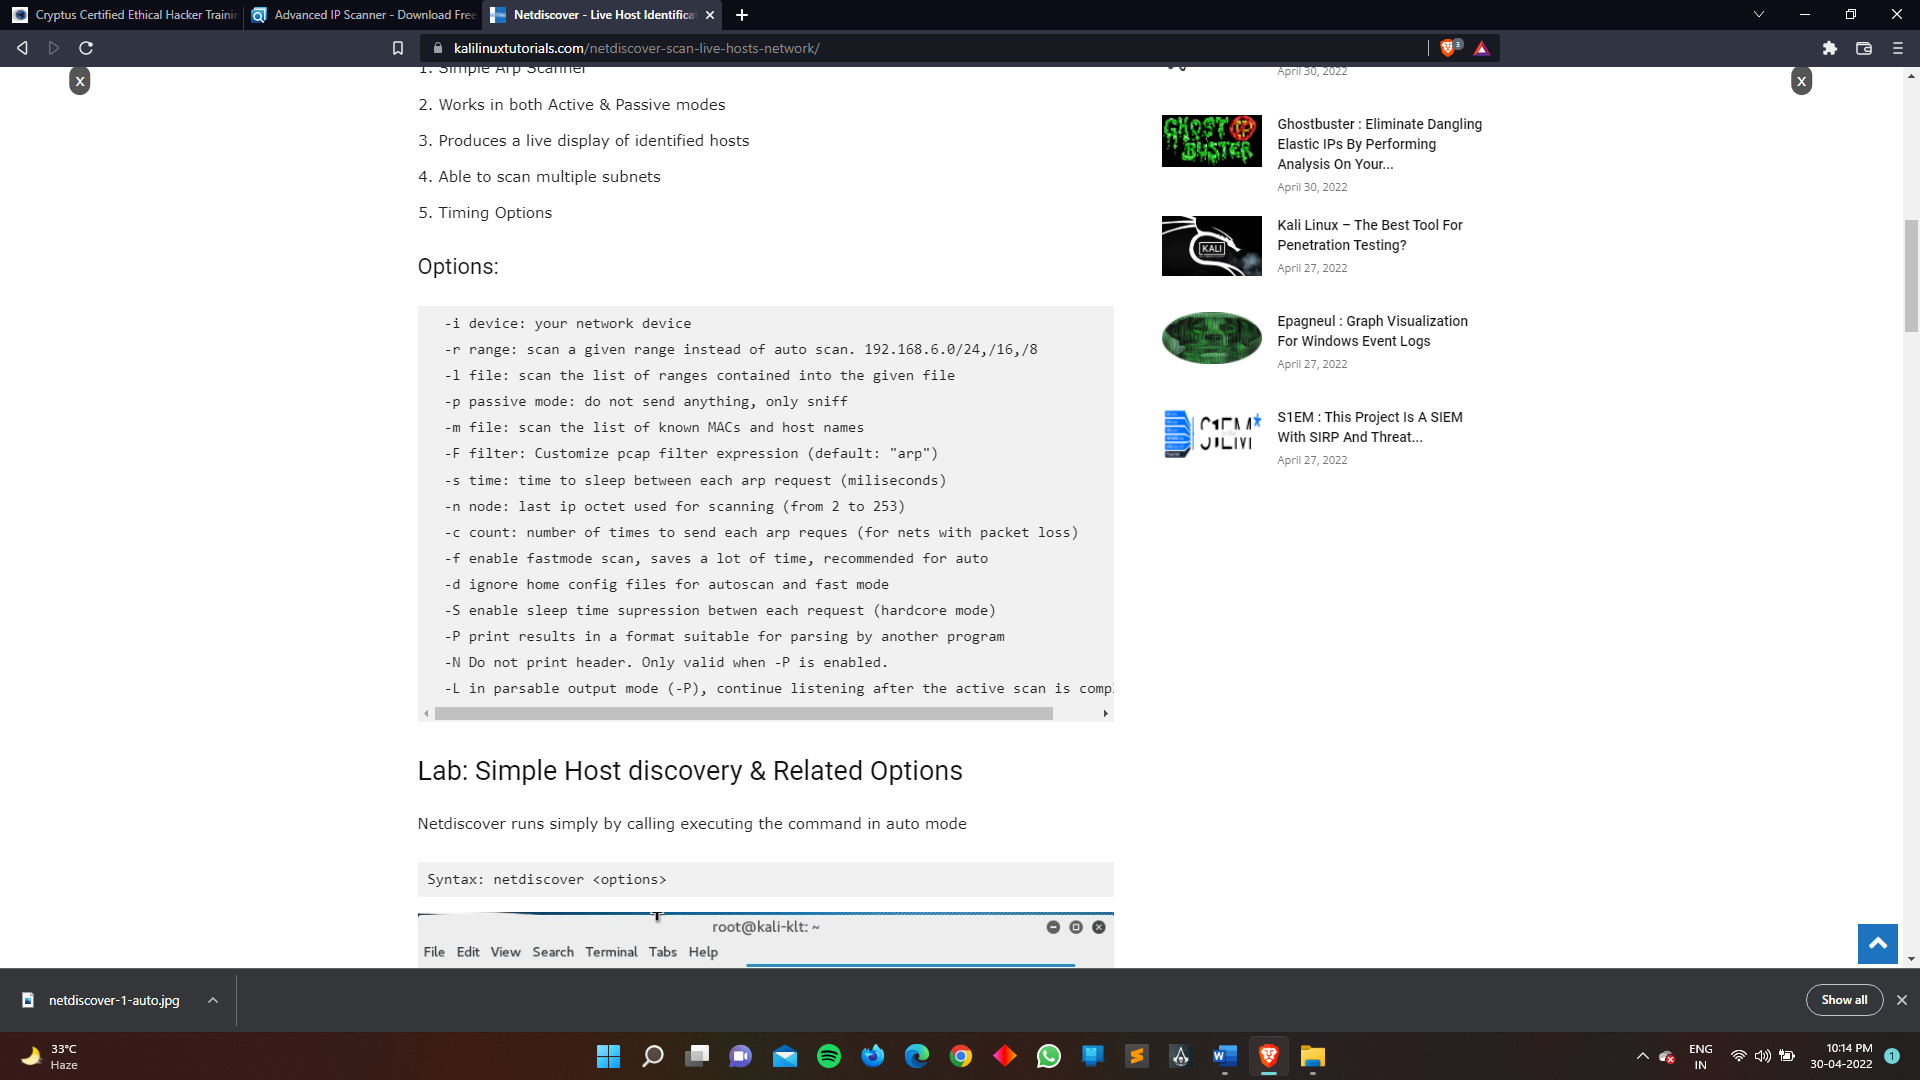 Cryptus Certified Ethical Hacker Trainin
Advanced IP Scanner - Download Free
Netdiscover - Live Host Identifica
kalilinuxtutorials.com/netdiscover-scan-live-hosts-network/
3
x
x
1. Simple Arp Scanner
2. Works in both Active & Passive modes
3. Produces a live display of identified hosts
4. Able to scan multiple subnets
5. Timing Options
Options:
-i device: your network device
-r range: scan a given range instead of auto scan. 192.168.6.0/24,/16,/8
-l file: scan the list of ranges contained into the given file
-p passive mode: do not send anything, only sniff
-m file: scan the list of known MACs and host names
-F filter: Customize pcap filter expression (default: "arp")
-s time: time to sleep between each arp request (miliseconds)
-n node: last ip octet used for scanning (from 2 to 253)
-c count: number of times to send each arp reques (for nets with packet loss)
-f enable fastmode scan, saves a lot of time, recommended for auto
-d ignore home config files for autoscan and fast mode
-S enable sleep time supression betwen each request (hardcore mode)
-P print results in a format suitable for parsing by another program
-N Do not print header. Only valid when -P is enabled.
-L in parsable output mode (-P), continue listening after the active scan is comp
Lab: Simple Host discovery & Related Options
Netdiscover runs simply by calling executing the command in auto mode
Syntax: netdiscover <options>
root@kali-klt: ~
File Edit View Search Terminal Tabs Help
April 30, 2022
GHOST BUSTER
Ghostbuster : Eliminate Dangling
Elastic IPs By Performing
Analysis On Your...
April 30, 2022
KALI
Kali Linux – The Best Tool For
Penetration Testing?
April 27, 2022
Epagneul : Graph Visualization
For Windows Event Logs
April 27, 2022
S1EM*
S1EM : This Project Is A SIEM
With SIRP And Threat...
April 27, 2022
netdiscover-1-auto.jpg
Show all
33°C
Haze
ENG
IN
10:14 PM
30-04-2022
1